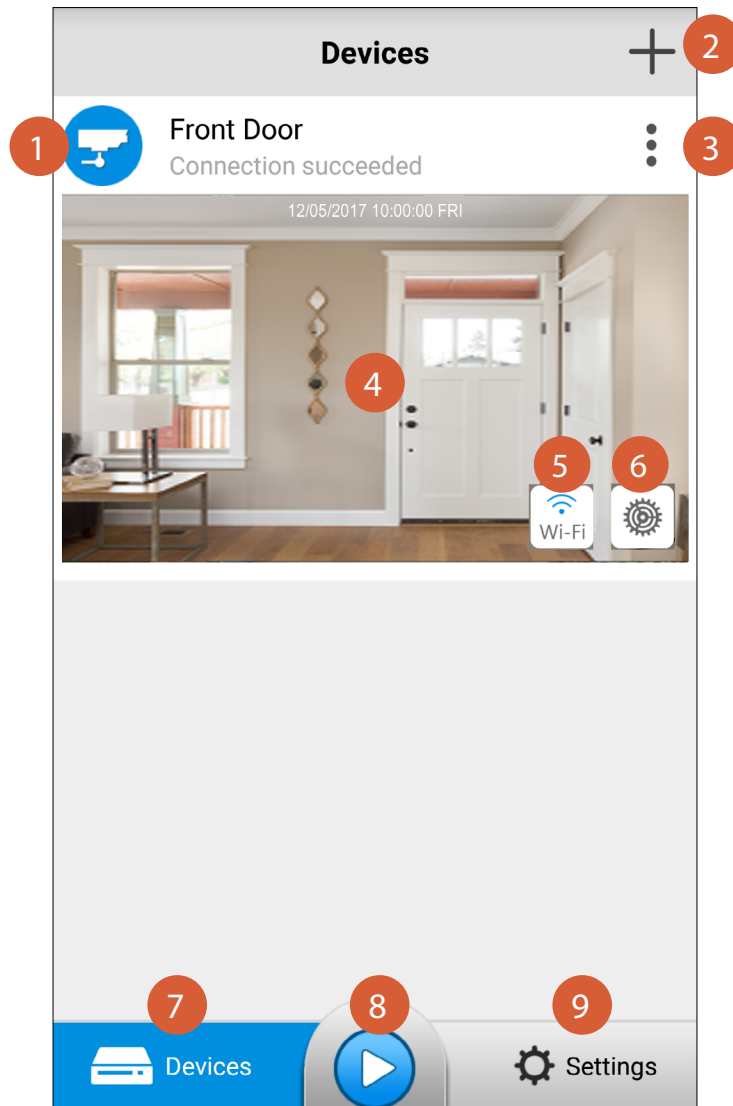 Devices
2
1
Front Door
3
Connection succeeded
12/05/2017 10:00:00 FRI
4
5
6
Wi-Fi
7
8
9
Devices
Settings